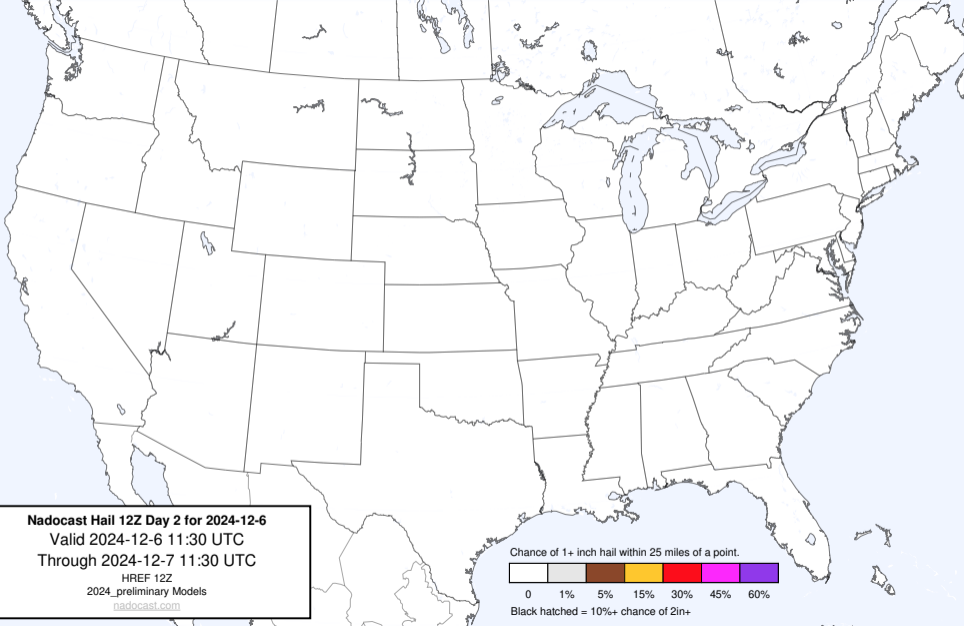 Nadocast Hail 12Z Day 2 for 2024-12-6
Valid 2024-12-6 11:30 UTC
Through 2024-12-7 11:30 UTC
HREF 12Z
2024_preliminary Models
nadocast.com
Chance of 1+ inch hail within 25 miles of a point.
0 1% 5% 15% 30% 45% 60%
Black hatched = 10%+ chance of 2in+